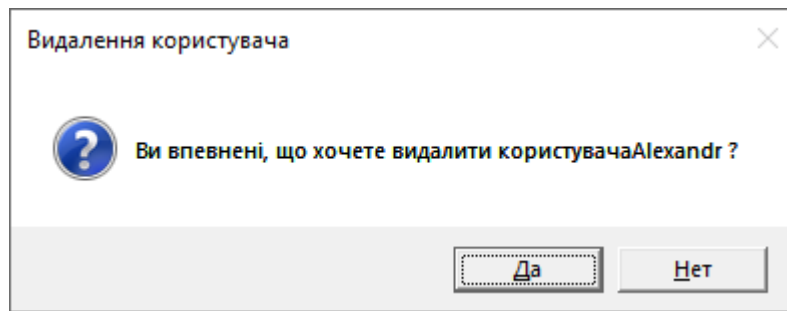 Видалення користувача
Ви впевнені, що хочете видалити користувачаAlexandr ?
Да
Нет